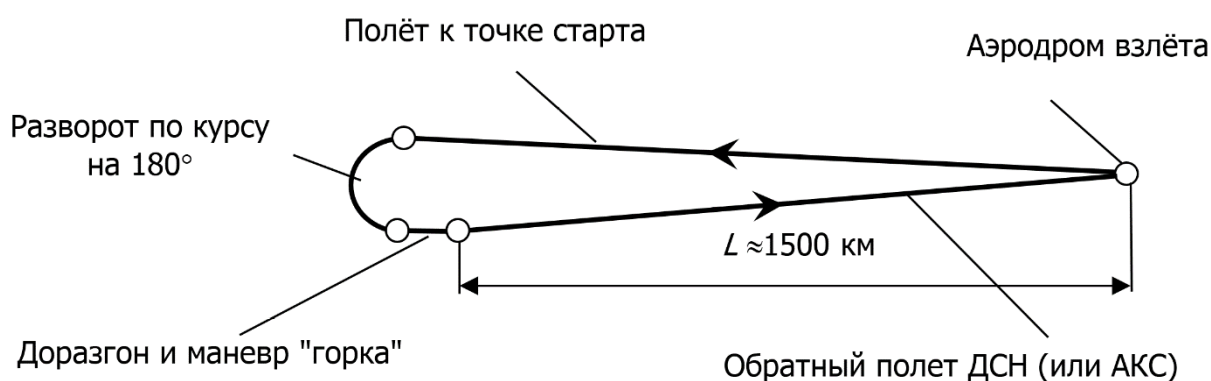 Полёт к точке старта
Аэродром взлёта
Разворот по курсу
на 180°
L ≈1500 км
Доразгон и маневр "горка"
Обратный полет ДСН (или АКС)